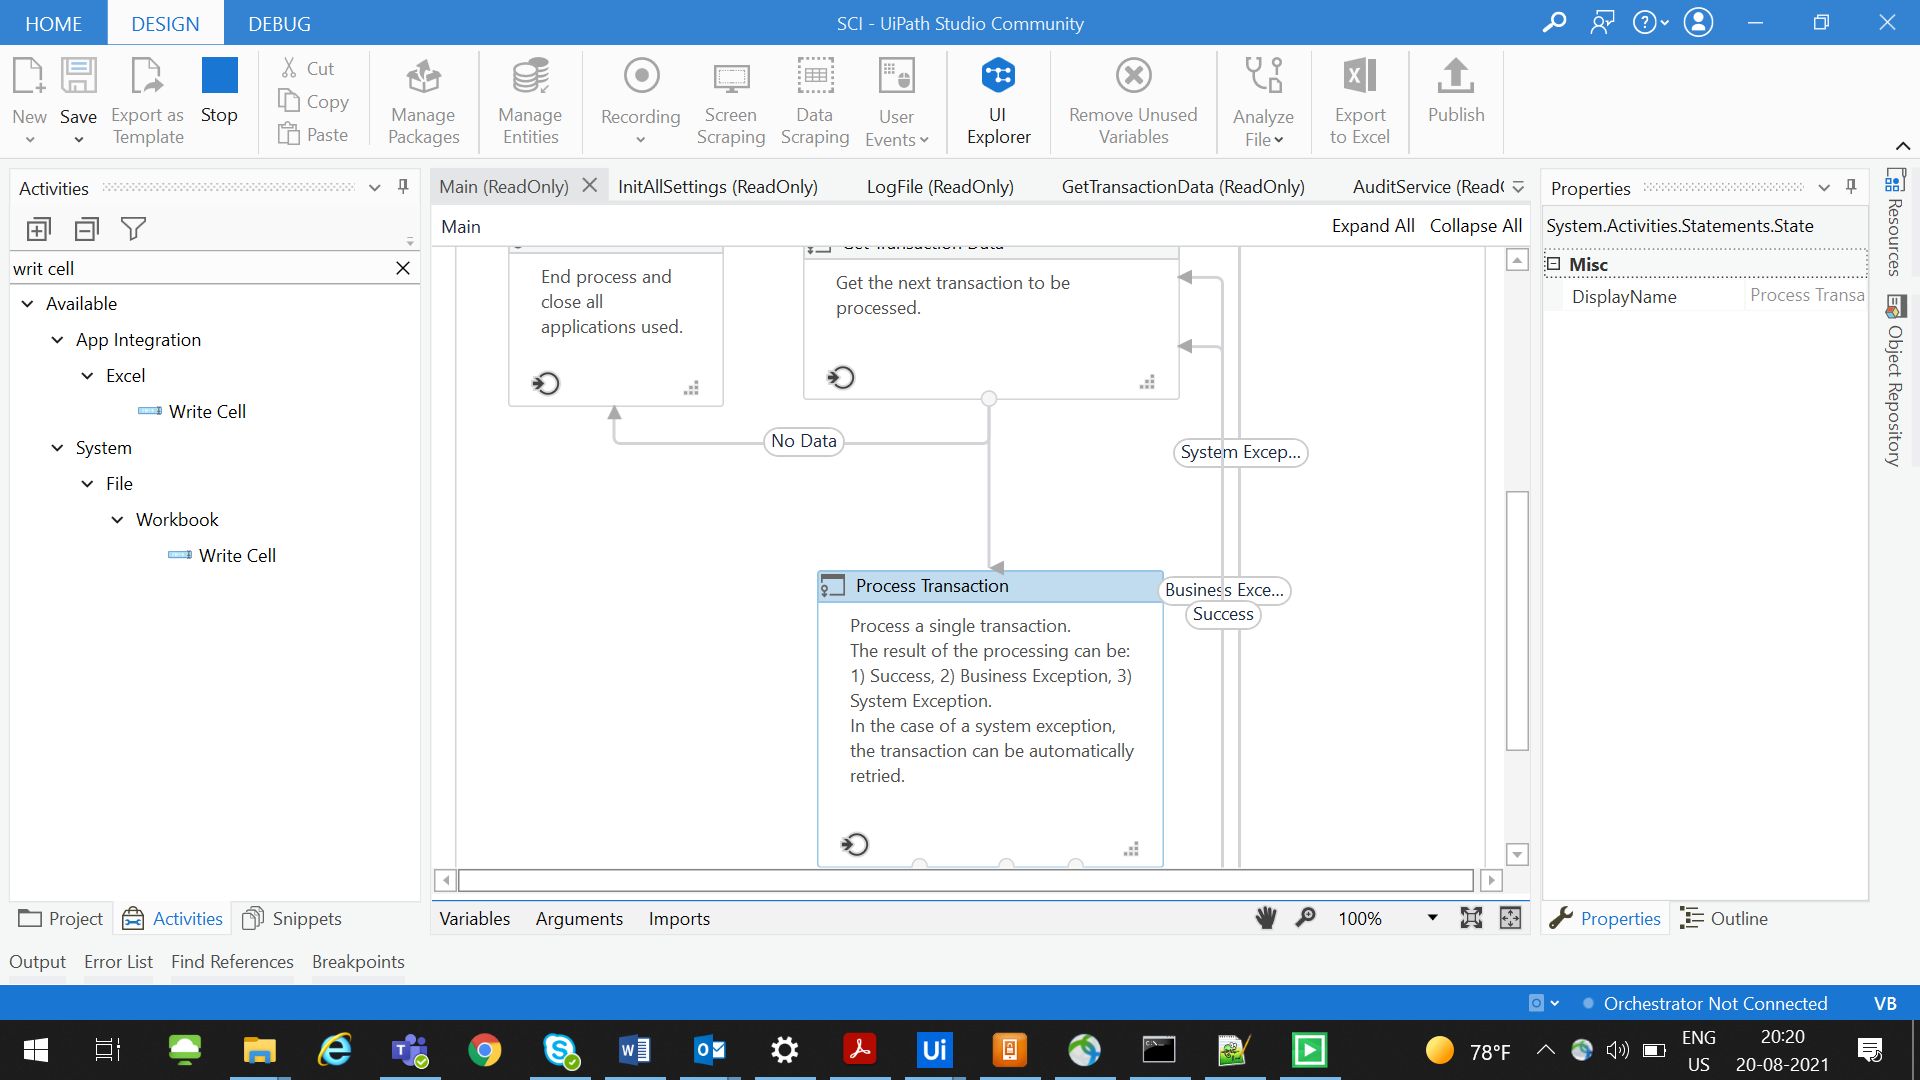 HOME
DESIGN
DEBUG
SCI - UiPath Studio Community
New
Save
Export as
Template
Stop
Cut
Copy
Paste
Manage
Packages
Manage
Entities
Recording
Screen
Scraping
Data
Scraping
User
Events
UI
Explorer
Remove Unused
Variables
Analyze
File
Export
to Excel
Publish
Activities
writ cell
Available
App Integration
Excel
Write Cell
System
File
Workbook
Write Cell
Project
Activities
Snippets
Main (ReadOnly)
InitAllSettings (ReadOnly)
LogFile (ReadOnly)
GetTransactionData (ReadOnly)
AuditService (Read
Main
Expand All
Collapse All
End process and
close all
applications used.
Get Transaction Data
Get the next transaction to be
processed.
No Data
System Excep...
Process Transaction
Business Exce...
Success
Process a single transaction.
The result of the processing can be:
1) Success, 2) Business Exception, 3)
System Exception.
In the case of a system exception,
the transaction can be automatically
retried.
Variables
Arguments
Imports
100%
Properties
System.Activities.Statements.State
Misc
DisplayName
Process Transa
Properties
Outline
Resources
Object Repository
Output
Error List
Find References
Breakpoints
Orchestrator Not Connected
VB
Ui
78°F
ENG
US
20:20
20-08-2021